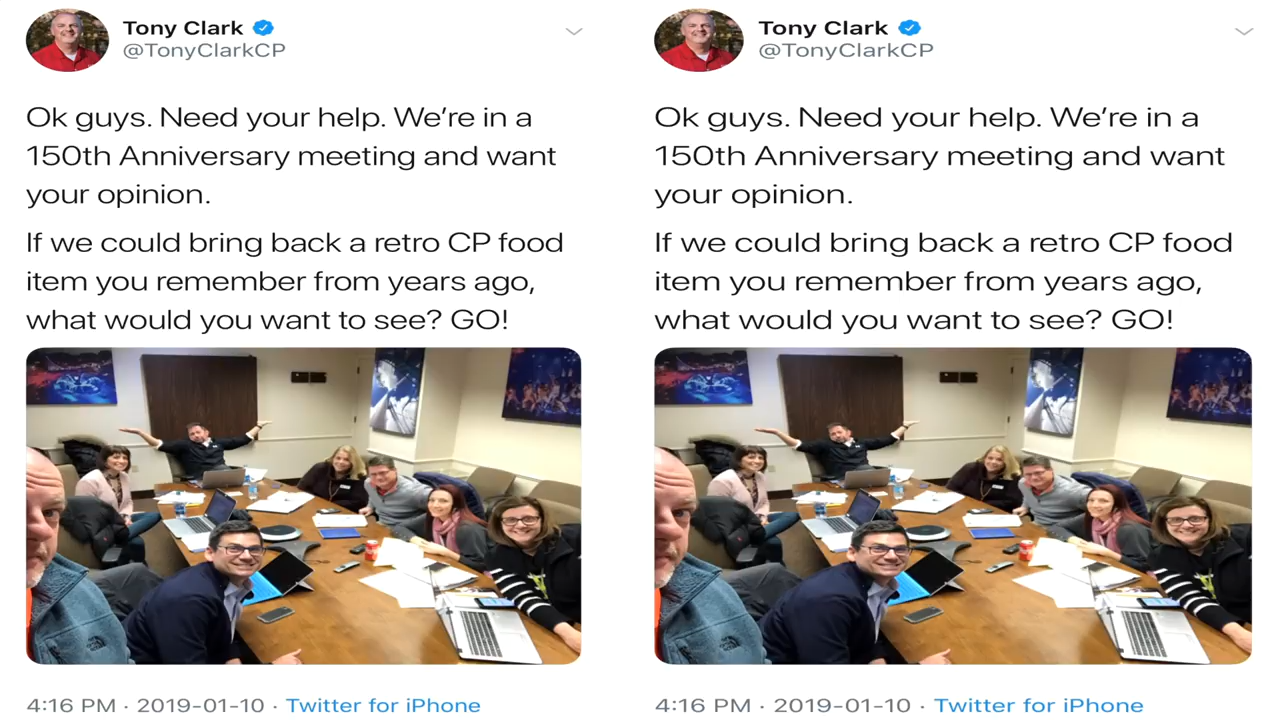 Tony Clark
@TonyClarkCP
Ok guys. Need your help. We're in a
150th Anniversary meeting and want
your opinion.
If we could bring back a retro CP food
item you remember from years ago,
what would you want to see? GO!
4:16 PM · 2019-01-10 · Twitter for iPhone
Tony Clark
@TonyClarkCP
Ok guys. Need your help. We're in a
150th Anniversary meeting and want
your opinion.
If we could bring back a retro CP food
item you remember from years ago,
what would you want to see? GO!
4:16 PM · 2019-01-10 · Twitter for iPhone